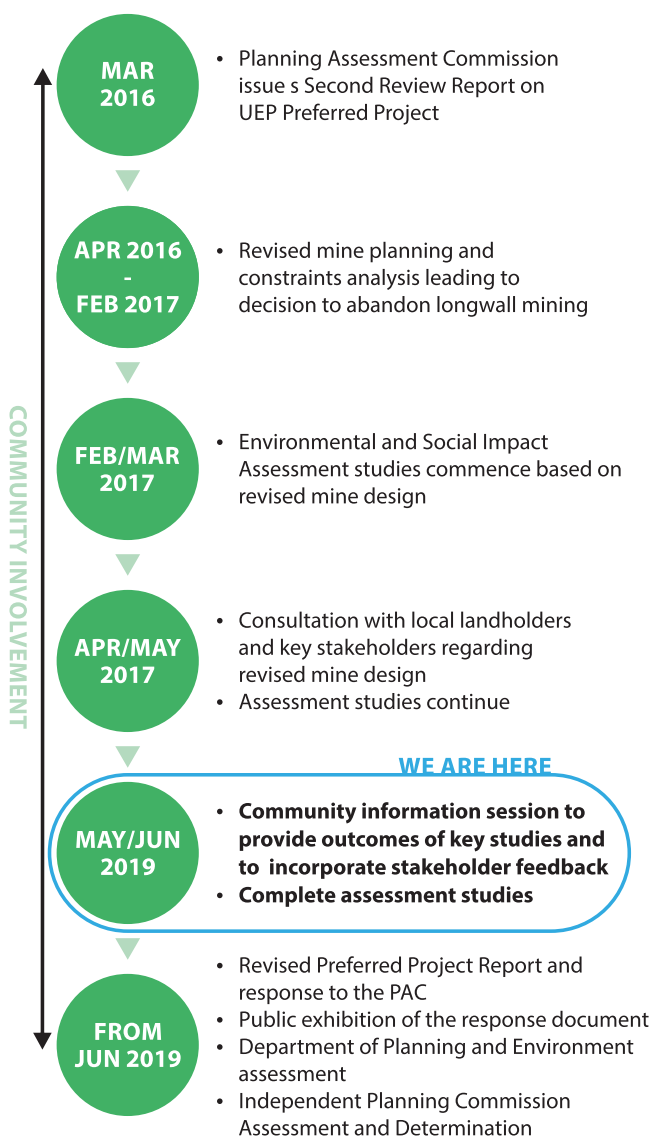 COMMUNITY INVOLVEMENT
MAR
2016
• Planning Assessment Commission
issue s Second Review Report on
UEP Preferred Project
APR 2016
-
FEB 2017
• Revised mine planning and
constraints analysis leading to
decision to abandon longwall mining
FEB/MAR
2017
• Environmental and Social Impact
Assessment studies commence based on
revised mine design
APR/MAY
2017
• Consultation with local landholders
and key stakeholders regarding
revised mine design
• Assessment studies continue
WE ARE HERE
MAY/JUN
2019
• Community information session to
provide outcomes of key studies and
to incorporate stakeholder feedback
• Complete assessment studies
FROM
JUN 2019
• Revised Preferred Project Report and
response to the PAC
• Public exhibition of the response document
• Department of Planning and Environment
assessment
• Independent Planning Commission
Assessment and Determination